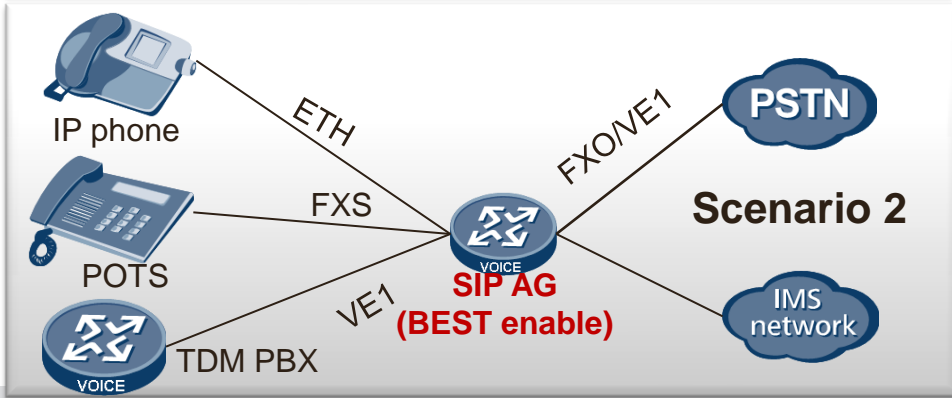 IP phone
ETH
FXO/VE1
PSTN
FXS
Scenario 2
POTS
VOICE
SIP AG
(BEST enable)
VE1
TDM PBX
VOICE
IMS
network